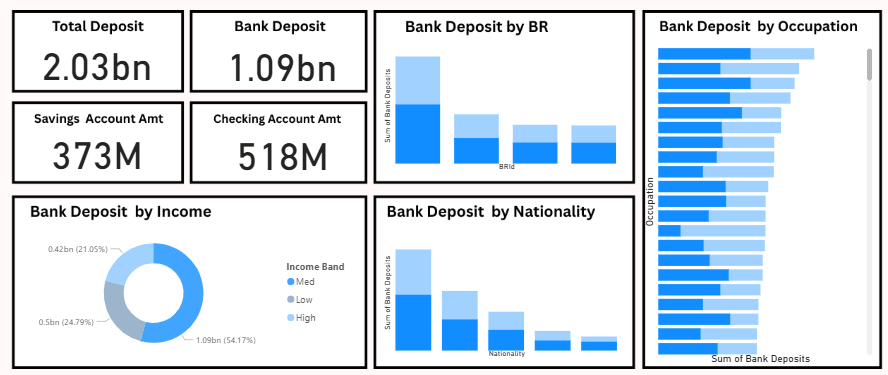 Total Deposit
2.03bn
Bank Deposit
1.09bn
Savings Account Amt
373M
Checking Account Amt
518M
Bank Deposit by BR
Sum of Bank Deposits
BRId
Bank Deposit by Occupation
Occupation
Sum of Bank Deposits
Bank Deposit by Income
0.42bn (21.05%)
0.5bn (24.79%)
1.09bn (54.17%)
Income Band
Med
Low
High
Bank Deposit by Nationality
Sum of Bank Deposits
Nationality